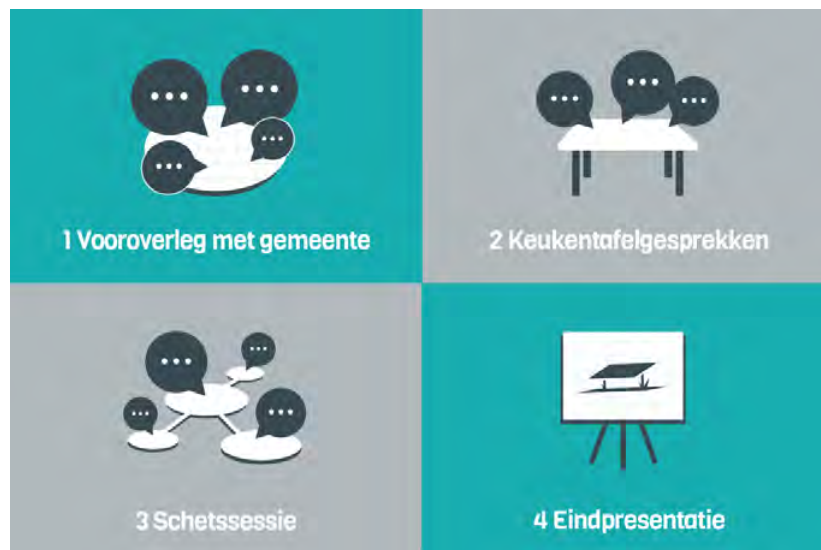 1 Vooroverleg met gemeente
2 Keukentafelgesprekken
3 Schetssessie
4 Eindpresentatie